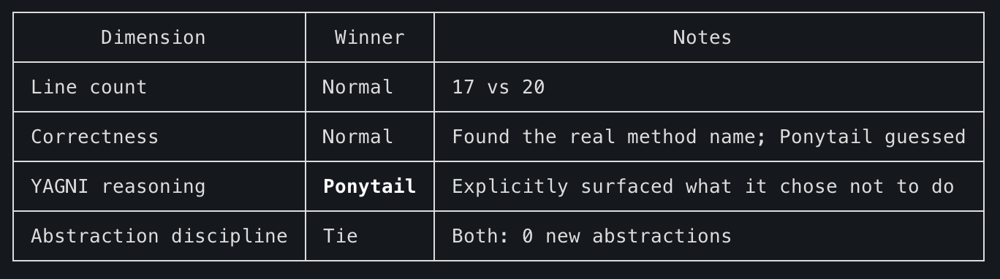 Dimension Winner Notes
Line count Normal 17 vs 20
Correctness Normal Found the real method name; Ponytail guessed
YAGNI reasoning Ponytail Explicitly surfaced what it chose not to do
Abstraction discipline Tie Both: 0 new abstractions